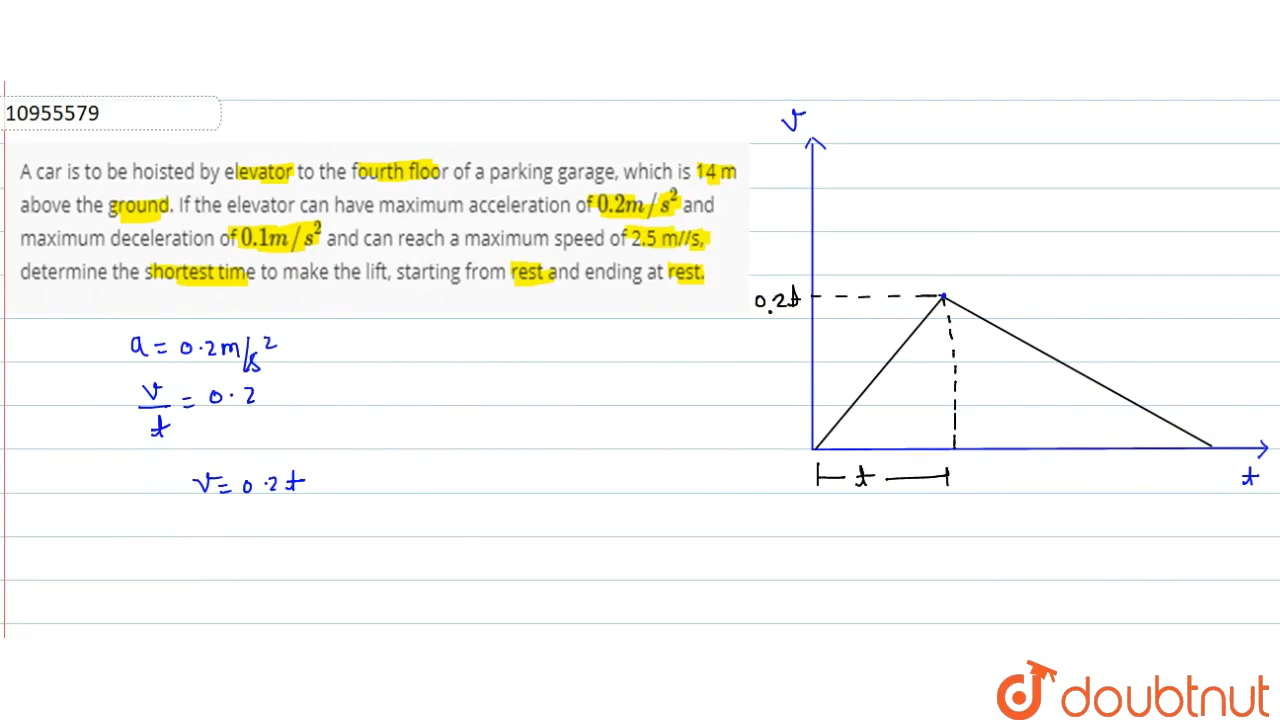 10955579
A car is to be hoisted by elevator to the fourth floor of a parking garage, which is 14 m
above the ground. If the elevator can have maximum acceleration of 0.2m/s² and
maximum deceleration of 0.1m/s² and can reach a maximum speed of 2.5 m//s,
determine the shortest time to make the lift, starting from rest and ending at rest.
a = 0.2m/s²
v/t = 0.2
v = 0.2t
v
0.2t
t
t
doubtnut